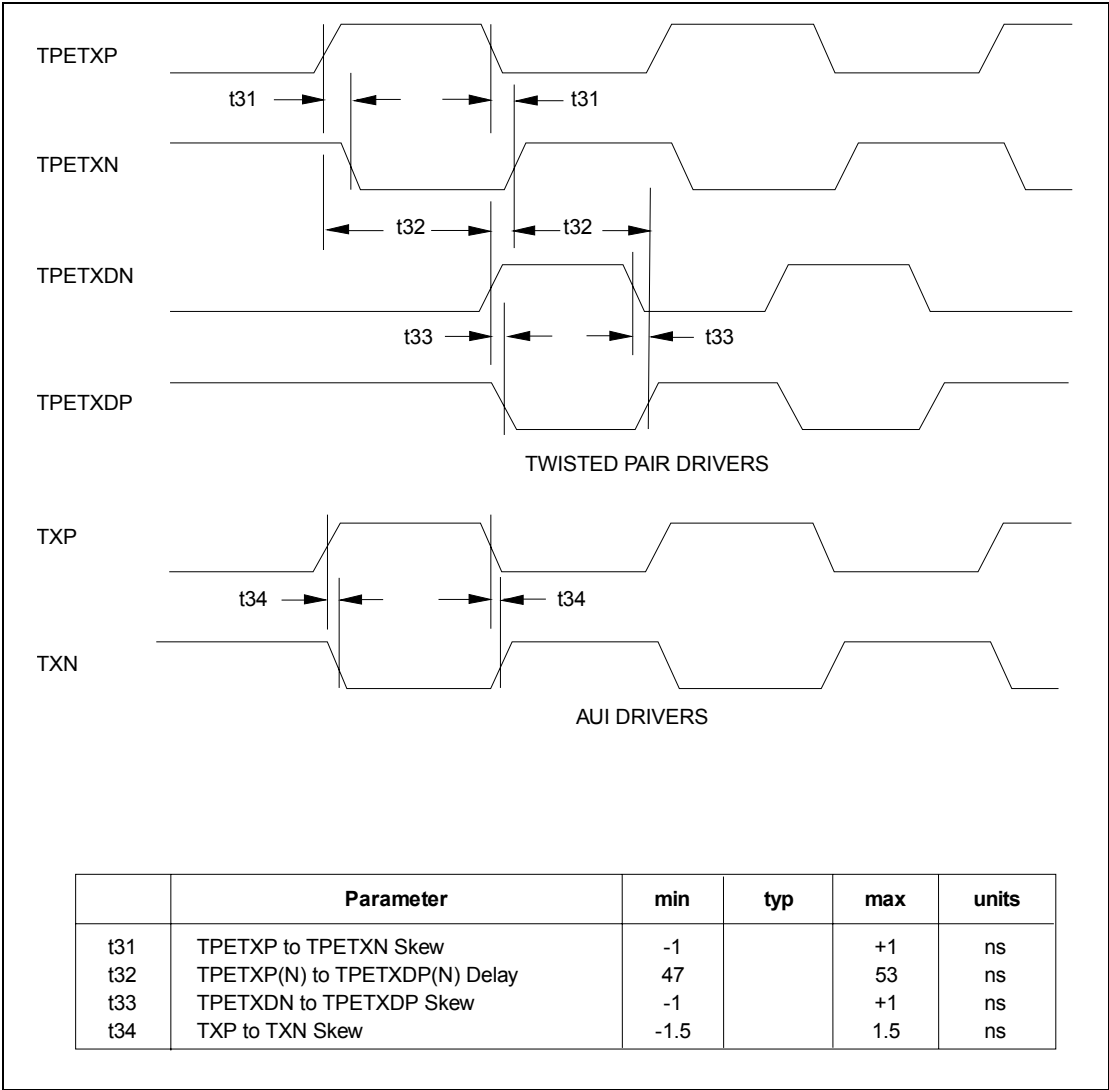 TPETXP
t31 t31
TPETXN
t32 t32
TPETXDN
t33 t33
TPETXDP
TWISTED PAIR DRIVERS
TXP
t34 t34
TXN
AUI DRIVERS
Parameter min typ max units
t31 TPETXP to TPETXN Skew -1 +1 ns
t32 TPETXP(N) to TPETXDP(N) Delay 47 53 ns
t33 TPETXDN to TPETXDP Skew -1 +1 ns
t34 TXP to TXN Skew -1.5 1.5 ns